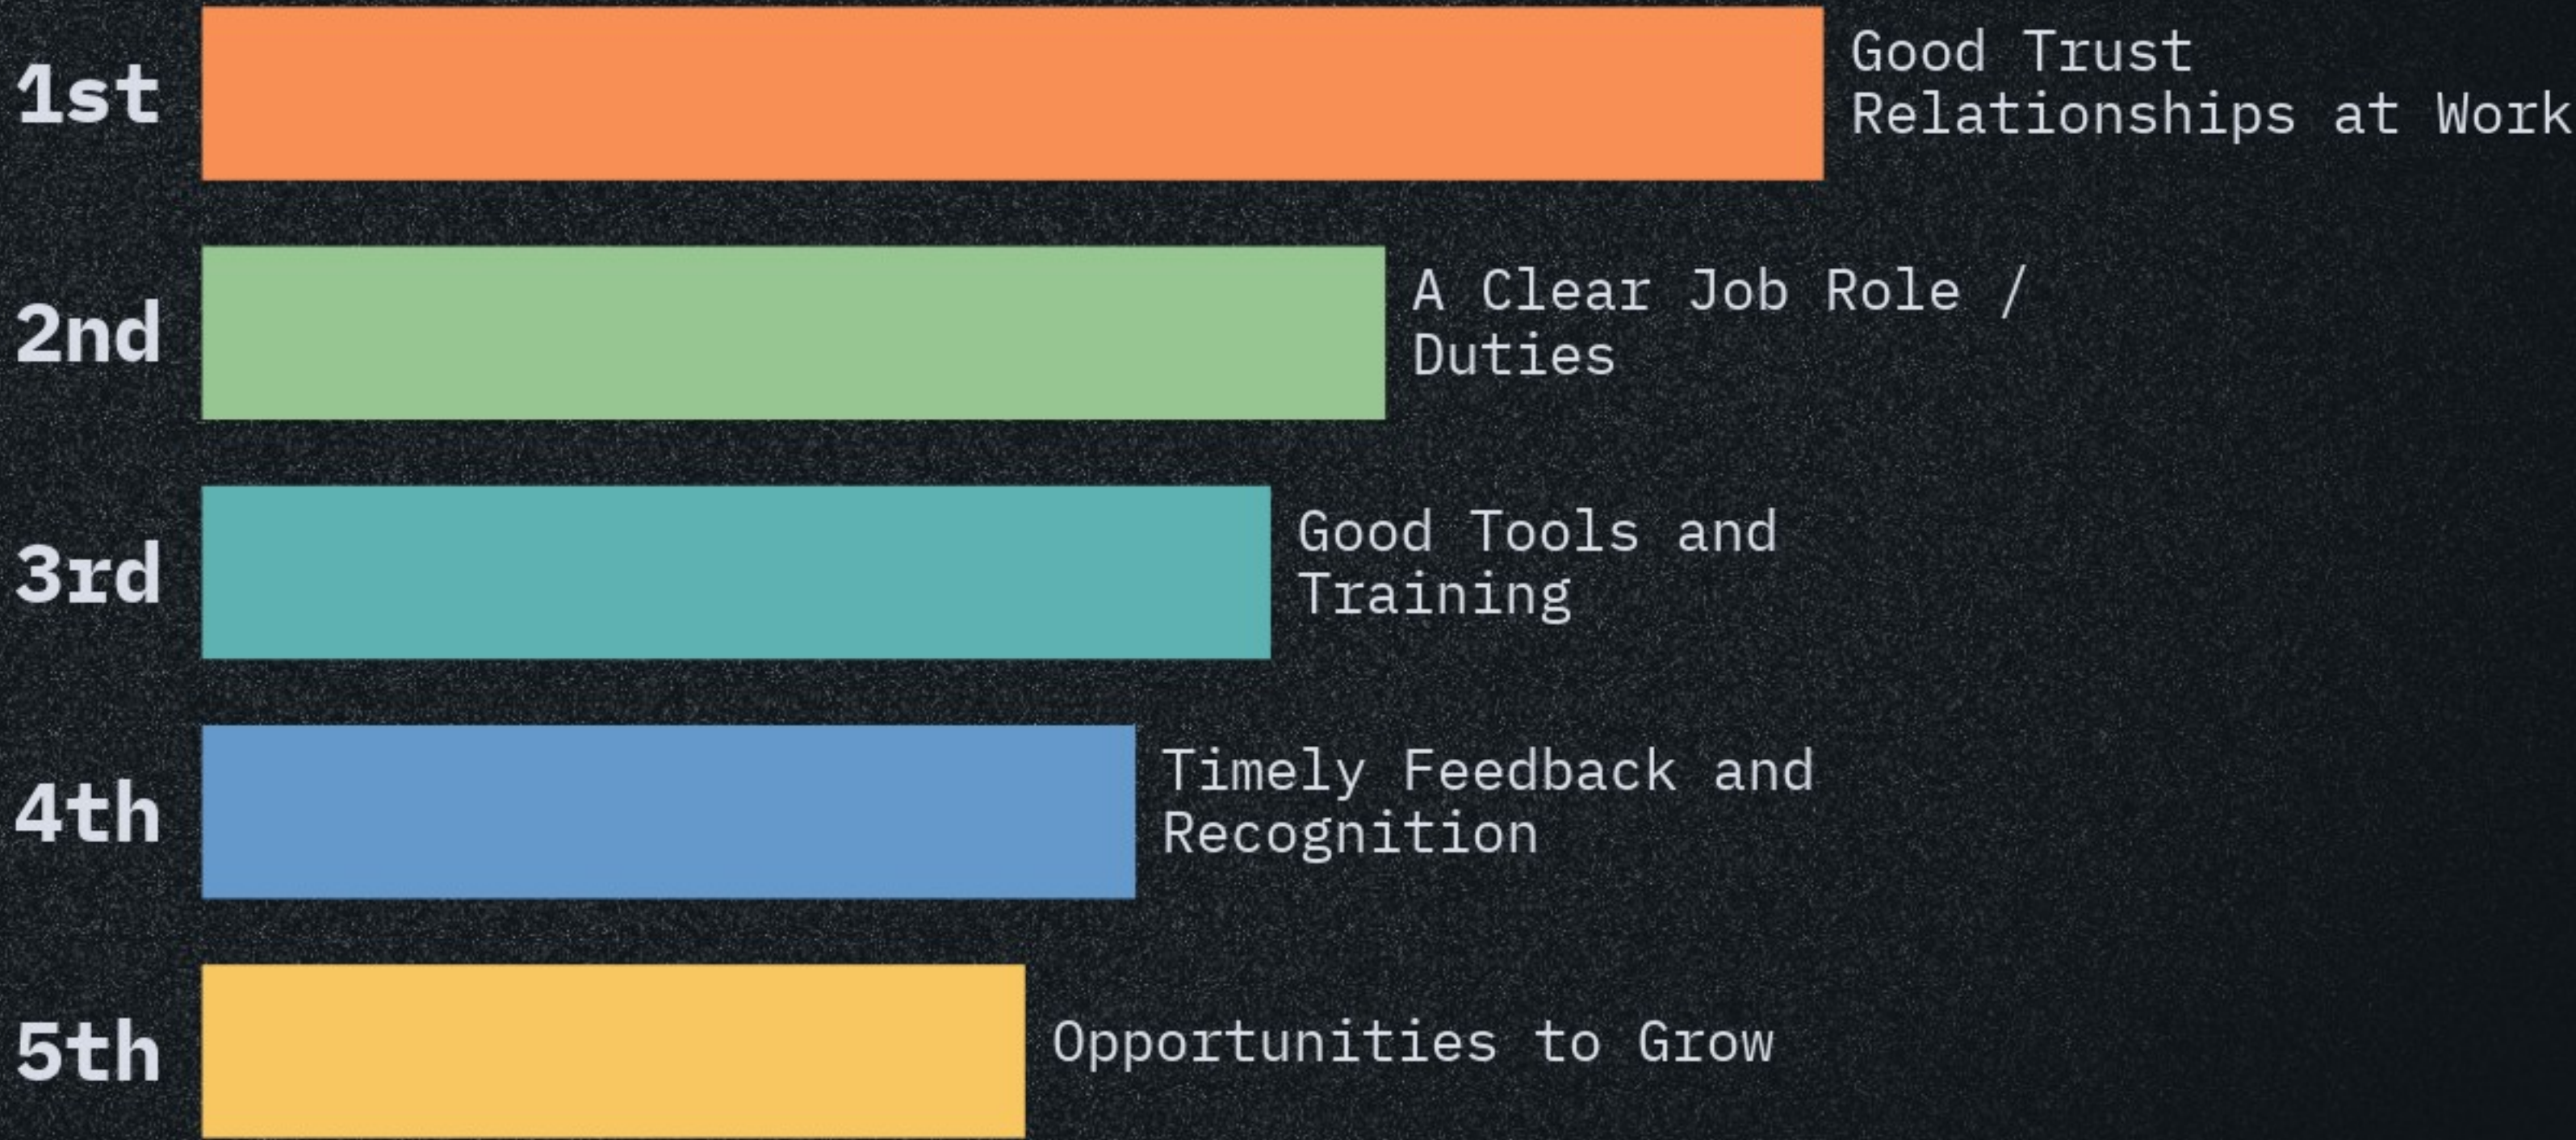 1st
Good Trust
Relationships at Work
2nd
A Clear Job Role /
Duties
3rd
Good Tools and
Training
4th
Timely Feedback and
Recognition
5th
Opportunities to Grow